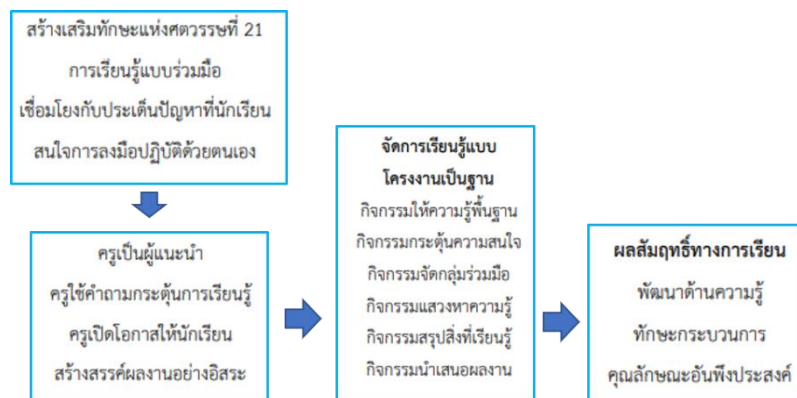 สร้างเสริมทักษะแห่งศตวรรษที่ 21
การเรียนรู้แบบร่วมมือ
เชื่อมโยงกับประเด็นปัญหาที่นักเรียน
สนใจการลงมือปฏิบัติด้วยตนเอง
ครูเป็นผู้แนะนำ
ครูใช้คำถามกระตุ้นการเรียนรู้
ครูเปิดโอกาสให้นักเรียน
สร้างสรรค์ผลงานอย่างอิสระ
จัดการเรียนรู้แบบ
โครงงานเป็นฐาน
กิจกรรมให้ความรู้พื้นฐาน
กิจกรรมกระตุ้นความสนใจ
กิจกรรมจัดกลุ่มร่วมมือ
กิจกรรมแสวงหาความรู้
กิจกรรมสรุปสิ่งที่เรียนรู้
กิจกรรมนำเสนอผลงาน
ผลสัมฤทธิ์ทางการเรียน
พัฒนาด้านความรู้
ทักษะกระบวนการ
คุณลักษณะอันพึงประสงค์